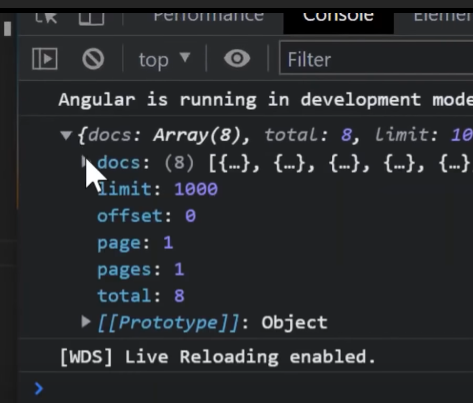 Performance Console Elemen
top ▼ Filter
Angular is running in development mode
▼{docs: Array(8), total: 8, limit: 10
docs: (8) [{…}, {…}, {…}, {…}, {…}
limit: 1000
offset: 0
page: 1
pages: 1
total: 8
▶[[Prototype]]: Object
[WDS] Live Reloading enabled.
>